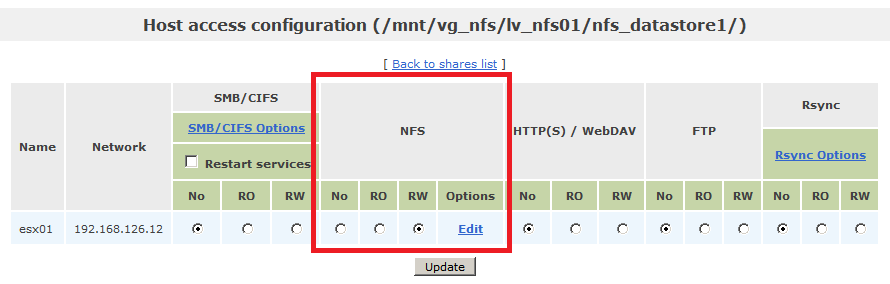 Host access configuration (/mnt/vg_nfs/lv_nfs01/nfs_datastore1/)
[ Back to shares list ]
Name Network SMB/CIFS NFS HTTP(S) / WebDAV FTP Rsync
SMB/CIFS Options Rsync Options
Restart services
No RO RW No RO RW Options No RO RW No RO RW No RO RW
esx01 192.168.126.12 Edit
Update